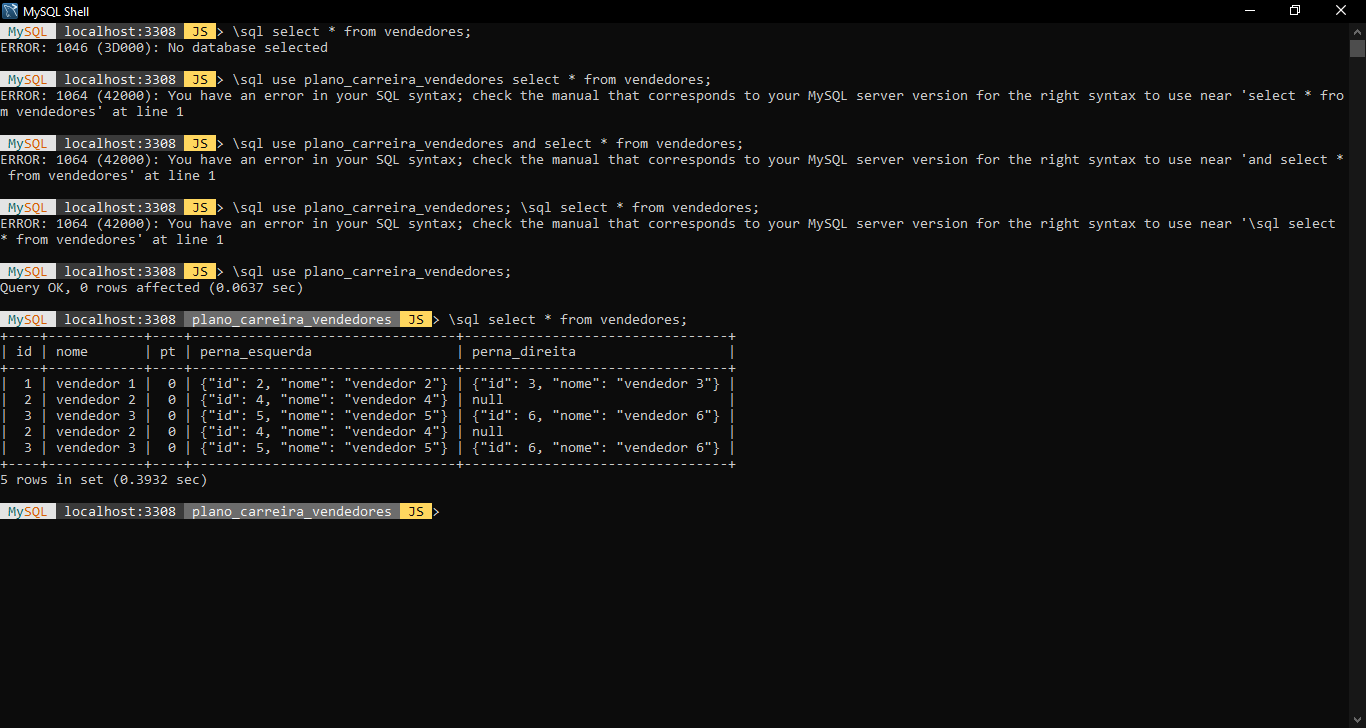 MySQL Shell
MySQL localhost:3308 JS > \sql select * from vendedores;
ERROR: 1046 (3D000): No database selected
MySQL localhost:3308 JS > \sql use plano_carreira_vendedores select * from vendedores;
ERROR: 1064 (42000): You have an error in your SQL syntax; check the manual that corresponds to your MySQL server version for the right syntax to use near 'select * fro
m vendedores' at line 1
MySQL localhost:3308 JS > \sql use plano_carreira_vendedores and select * from vendedores;
ERROR: 1064 (42000): You have an error in your SQL syntax; check the manual that corresponds to your MySQL server version for the right syntax to use near 'and select *
 from vendedores' at line 1
MySQL localhost:3308 JS > \sql use plano_carreira_vendedores; \sql select * from vendedores;
ERROR: 1064 (42000): You have an error in your SQL syntax; check the manual that corresponds to your MySQL server version for the right syntax to use near '\sql select
* from vendedores' at line 1
MySQL localhost:3308 JS > \sql use plano_carreira_vendedores;
Query OK, 0 rows affected (0.0637 sec)
MySQL localhost:3308 plano_carreira_vendedores JS > \sql select * from vendedores;
+----+------------+----+---------------------------------+---------------------------------+
| id | nome       | pt | perna_esquerda                  | perna_direita                   |
+----+------------+----+---------------------------------+---------------------------------+
|  1 | vendedor 1 |  0 | {"id": 2, "nome": "vendedor 2"} | {"id": 3, "nome": "vendedor 3"} |
|  2 | vendedor 2 |  0 | {"id": 4, "nome": "vendedor 4"} | null                            |
|  3 | vendedor 3 |  0 | {"id": 5, "nome": "vendedor 5"} | {"id": 6, "nome": "vendedor 6"} |
|  2 | vendedor 2 |  0 | {"id": 4, "nome": "vendedor 4"} | null                            |
|  3 | vendedor 3 |  0 | {"id": 5, "nome": "vendedor 5"} | {"id": 6, "nome": "vendedor 6"} |
+----+------------+----+---------------------------------+---------------------------------+
5 rows in set (0.3932 sec)
MySQL localhost:3308 plano_carreira_vendedores JS >